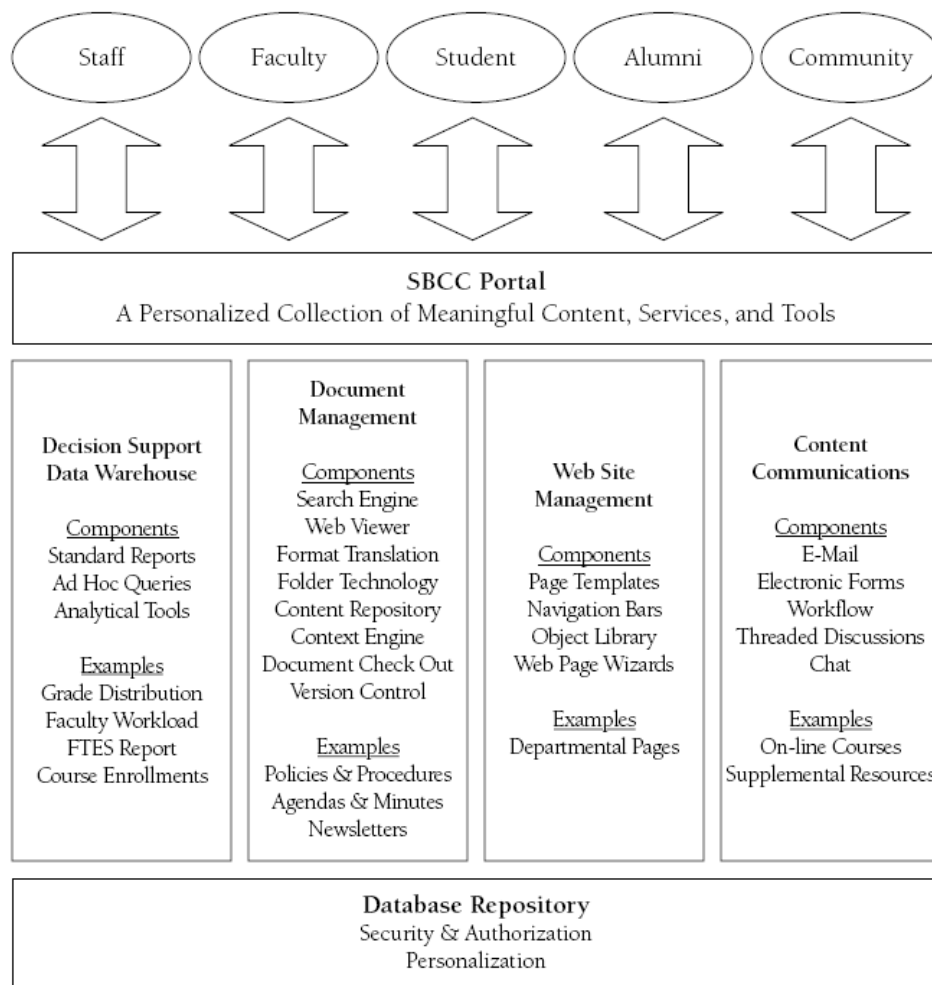 Staff
Faculty
Student
Alumni
Community
SBCC Portal
A Personalized Collection of Meaningful Content, Services, and Tools
Decision Support
Data Warehouse
Components
Standard Reports
Ad Hoc Queries
Analytical Tools
Examples
Grade Distribution
Faculty Workload
FTES Report
Course Enrollments
Document
Management
Components
Search Engine
Web Viewer
Format Translation
Folder Technology
Content Repository
Context Engine
Document Check Out
Version Control
Examples
Policies & Procedures
Agendas & Minutes
Newsletters
Web Site
Management
Components
Page Templates
Navigation Bars
Object Library
Web Page Wizards
Examples
Departmental Pages
Content
Communications
Components
E-Mail
Electronic Forms
Workflow
Threaded Discussions
Chat
Examples
On-line Courses
Supplemental Resources
Database Repository
Security & Authorization
Personalization